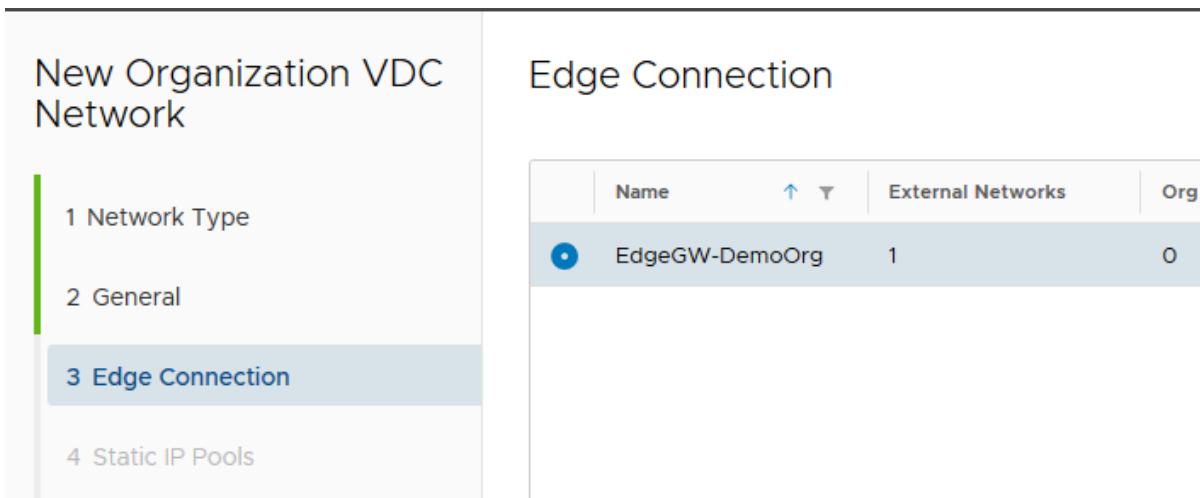 New Organization VDC
Network
1 Network Type
2 General
3 Edge Connection
4 Static IP Pools
Edge Connection
Name External Networks Org
EdgeGW-DemoOrg 1 0